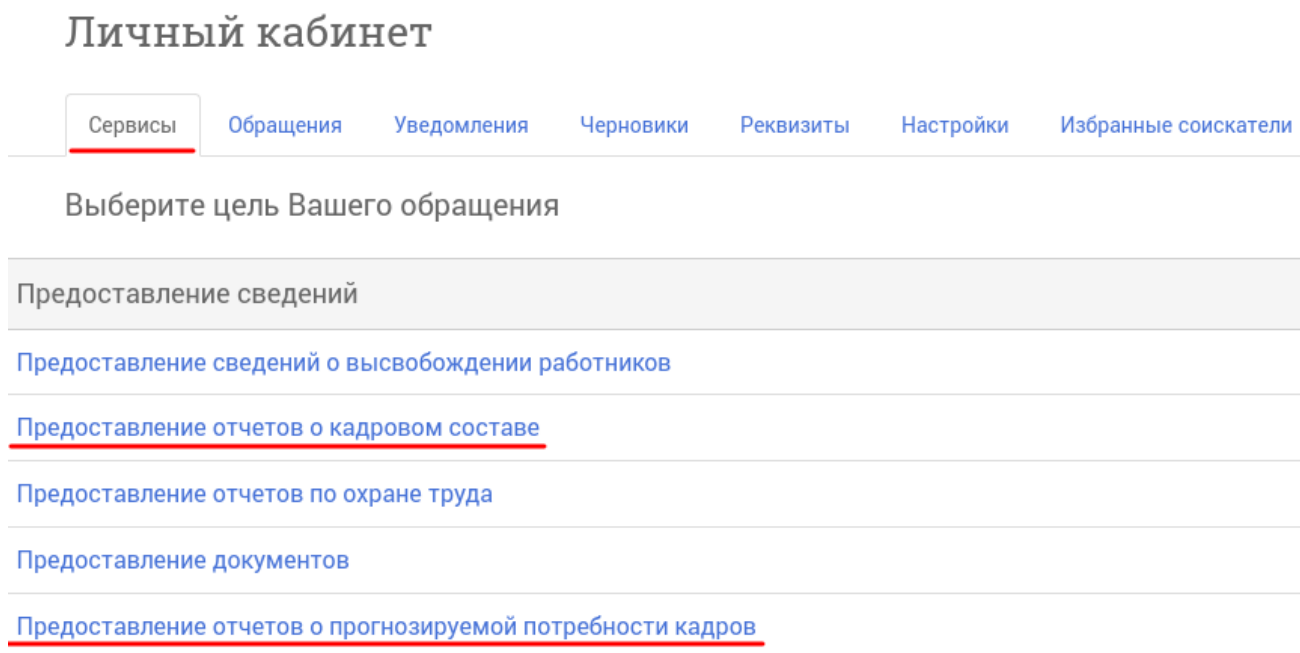 Личный кабинет
Сервисы Обращения Уведомления Черновики Реквизиты Настройки Избранные соискатели
Выберите цель Вашего обращения
Предоставление сведений
Предоставление сведений о высвобождении работников
Предоставление отчетов о кадровом составе
Предоставление отчетов по охране труда
Предоставление документов
Предоставление отчетов о прогнозируемой потребности кадров